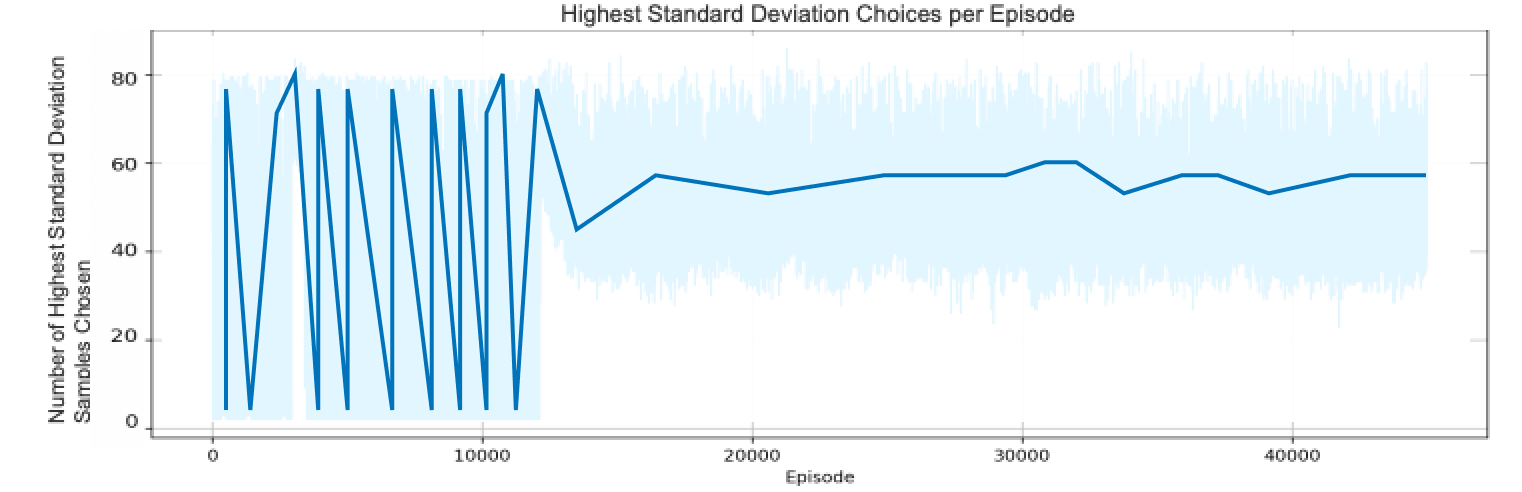 Highest Standard Deviation Choices per Episode
Number of Highest Standard Deviation
Samples Chosen
80
60
40
20
0
0 10000 20000 30000 40000
Episode